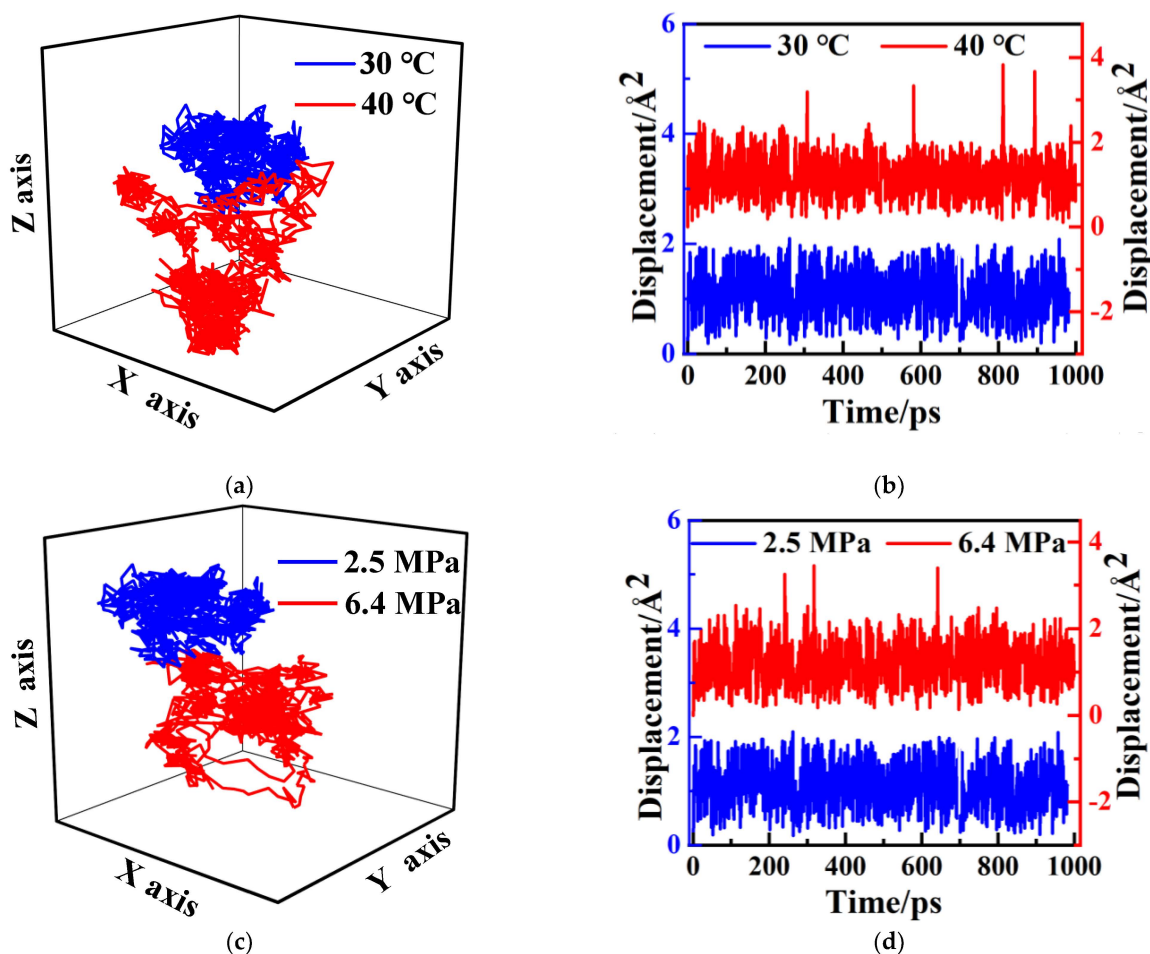 30 °C
40 °C
Z axis
X axis
Y axis
(a)
30 °C 40 °C
Displacement/Å2
Displacement/Å2
6
4
2
0
4
2
0
-2
0 200 400 600 800 1000
Time/ps
(b)
2.5 MPa
6.4 MPa
Z axis
X axis
Y axis
(c)
2.5 MPa 6.4 MPa
Displacement/Å2
Displacement/Å2
6
4
2
0
4
2
0
-2
0 200 400 600 800 1000
Time/ps
(d)